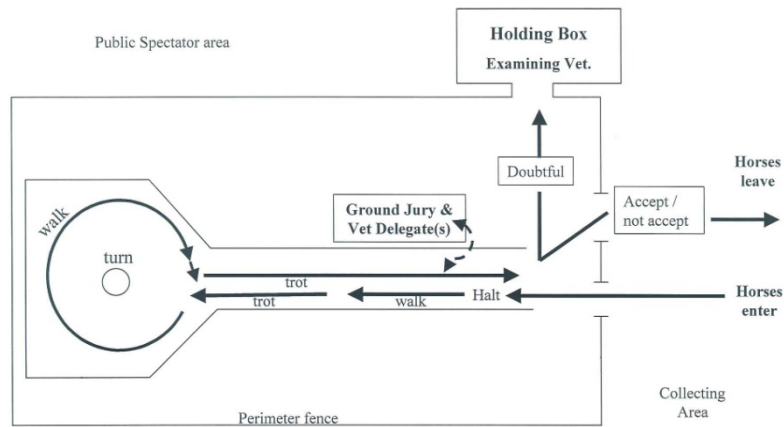 Public Spectator area
Holding Box
Examining Vet.
Doubtful
Horses
leave
Accept /
not accept
Ground Jury &
Vet Delegate(s)
walk
turn
trot
trot
walk
Halt
Horses
enter
Perimeter fence
Collecting
Area